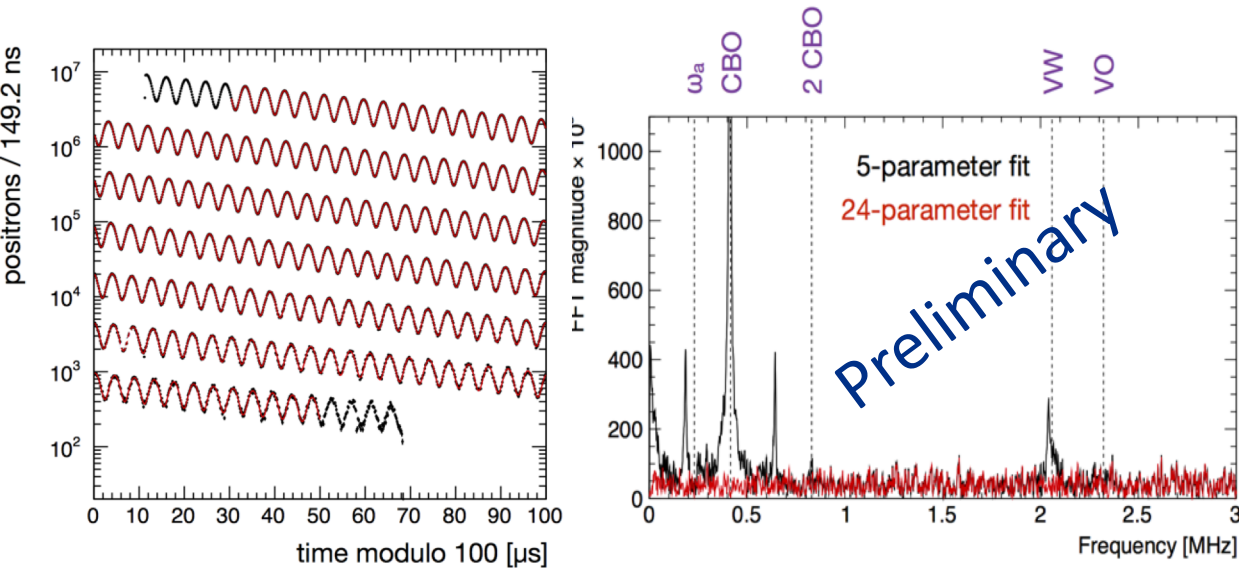 positrons / 149.2 ns
10⁷
10⁶
10⁵
10⁴
10³
10²
0 10 20 30 40 50 60 70 80 90 100
time modulo 100 [μs]
ωₐ
CBO
2 CBO
VW
VO
magnitude × 10
1000
800
600
400
200
0
5-parameter fit
24-parameter fit
Preliminary
0 0.5 1 1.5 2 2.5 3
Frequency [MHz]